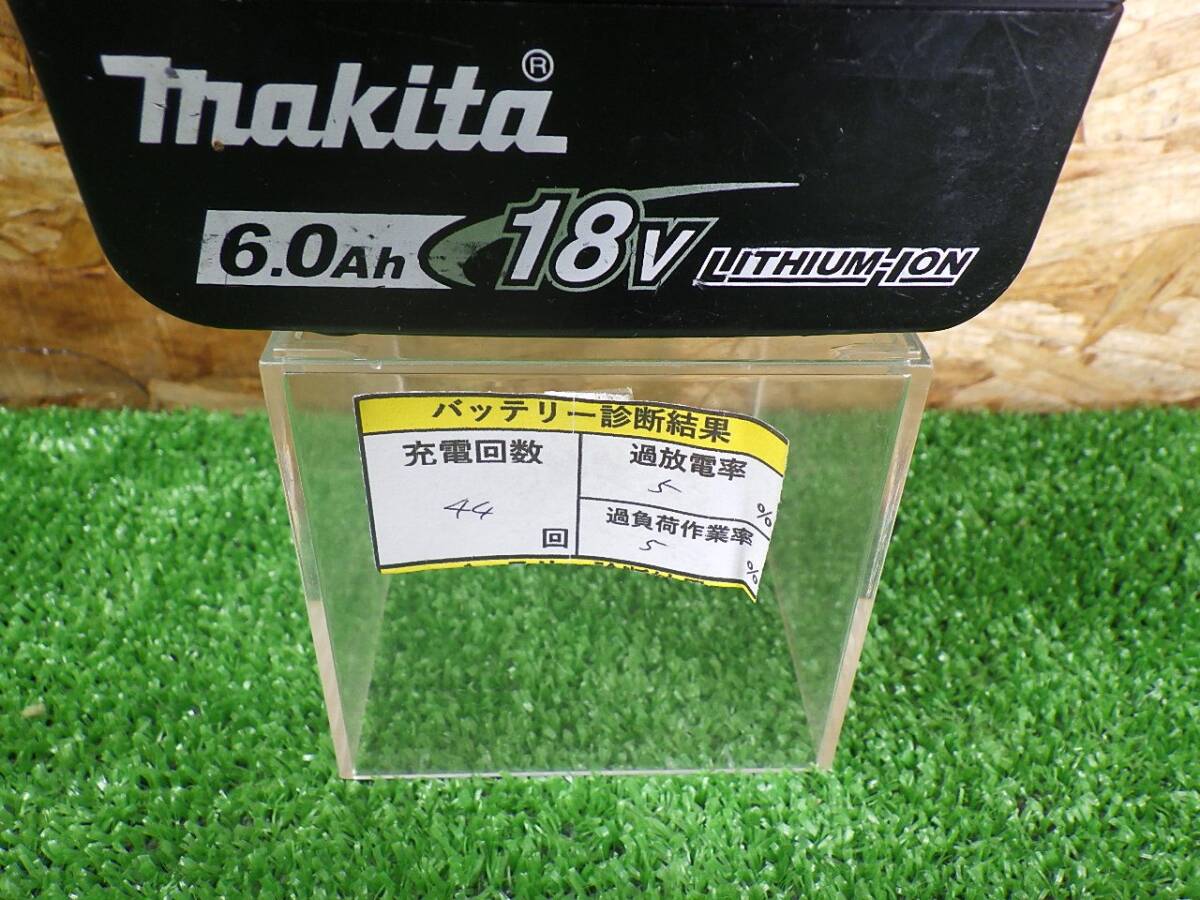 makita®
6.0Ah 18V LITHIUM-ION
バッテリー診断結果
充電回数
44
回
過放電率
5
%
過負荷作業率
5
%